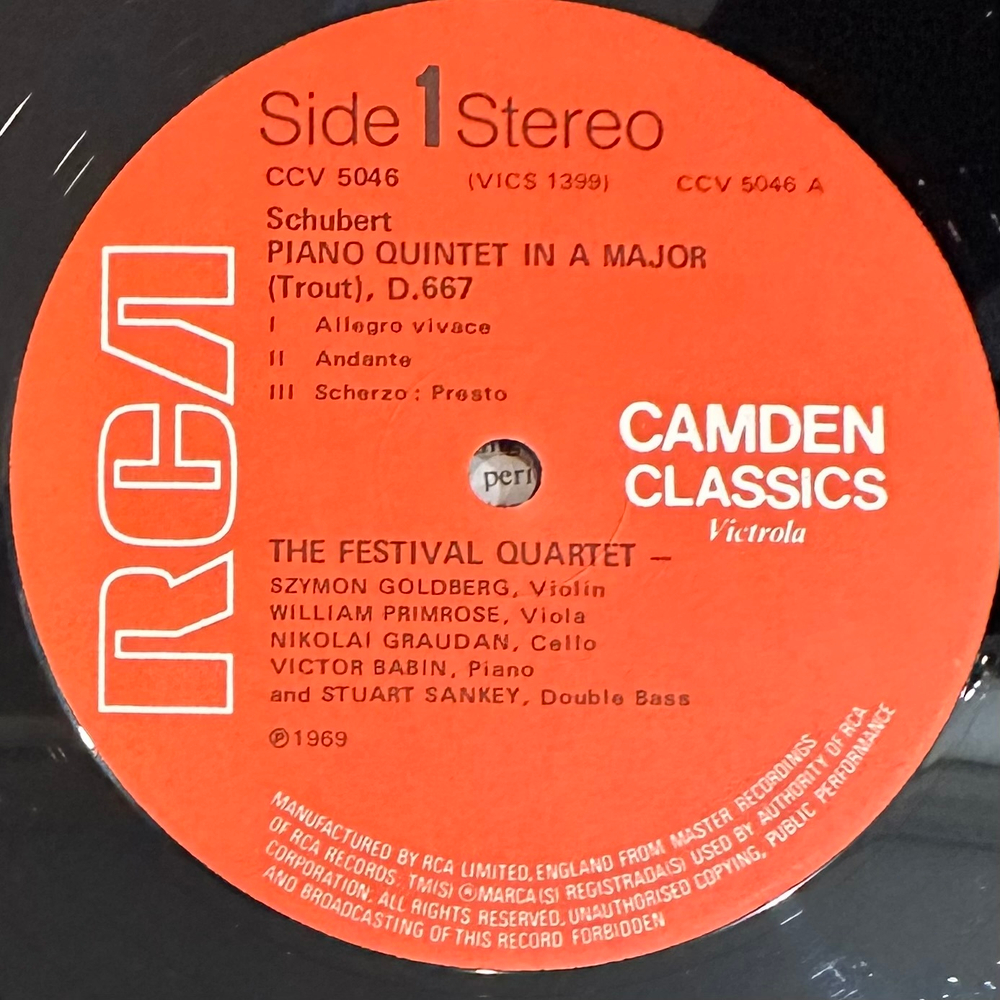 Side 1 Stereo
CCV 5046 (VICS 1399) CCV 5046 A
Schubert
PIANO QUINTET IN A MAJOR
(Trout), D.667
I Allegro vivace
II Andante
III Scherzo : Presto
RCA
CAMDEN
CLASSICS
Victrola
THE FESTIVAL QUARTET –
SZYMON GOLDBERG, Violin
WILLIAM PRIMROSE, Viola
NIKOLAI GRAUDAN, Cello
VICTOR BABIN, Piano
and STUART SANKEY, Double Bass
℗1969
MANUFACTURED BY RCA LIMITED, ENGLAND FROM MASTER RECORDINGS
OF RCA RECORDS. TM(S) ® MARCA(S) REGISTRADA(S) USED BY AUTHORITY OF RCA
CORPORATION. ALL RIGHTS RESERVED. UNAUTHORISED COPYING, PUBLIC PERFORMANCE
AND BROADCASTING OF THIS RECORD FORBIDDEN